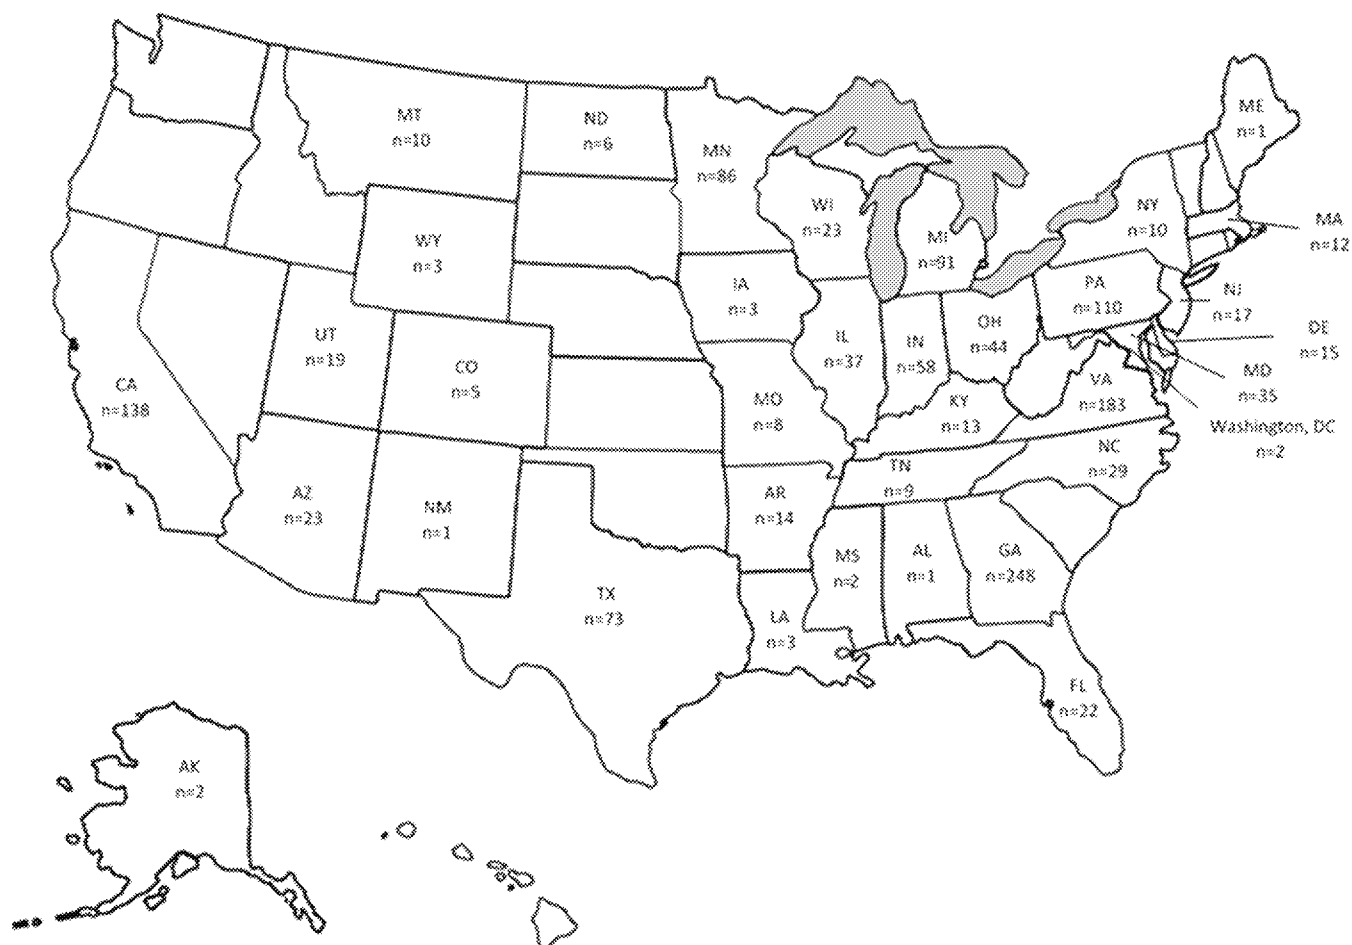 ME
n=1
MT
n=10
ND
n=6
MN
n=86
WI
n=23
MI
n=91
NY
n=10
MA
n=12
WY
n=3
IA
n=3
PA
n=110
NJ
n=17
UT
n=19
CO
n=5
IL
n=37
IN
n=58
OH
n=44
DE
n=15
MD
n=35
CA
n=138
MO
n=8
KY
n=13
VA
n=183
Washington, DC
n=2
NC
n=29
TN
n=9
AZ
n=23
NM
n=1
AR
n=14
MS
n=2
AL
n=1
GA
n=248
TX
n=73
LA
n=3
FL
n=22
AK
n=2